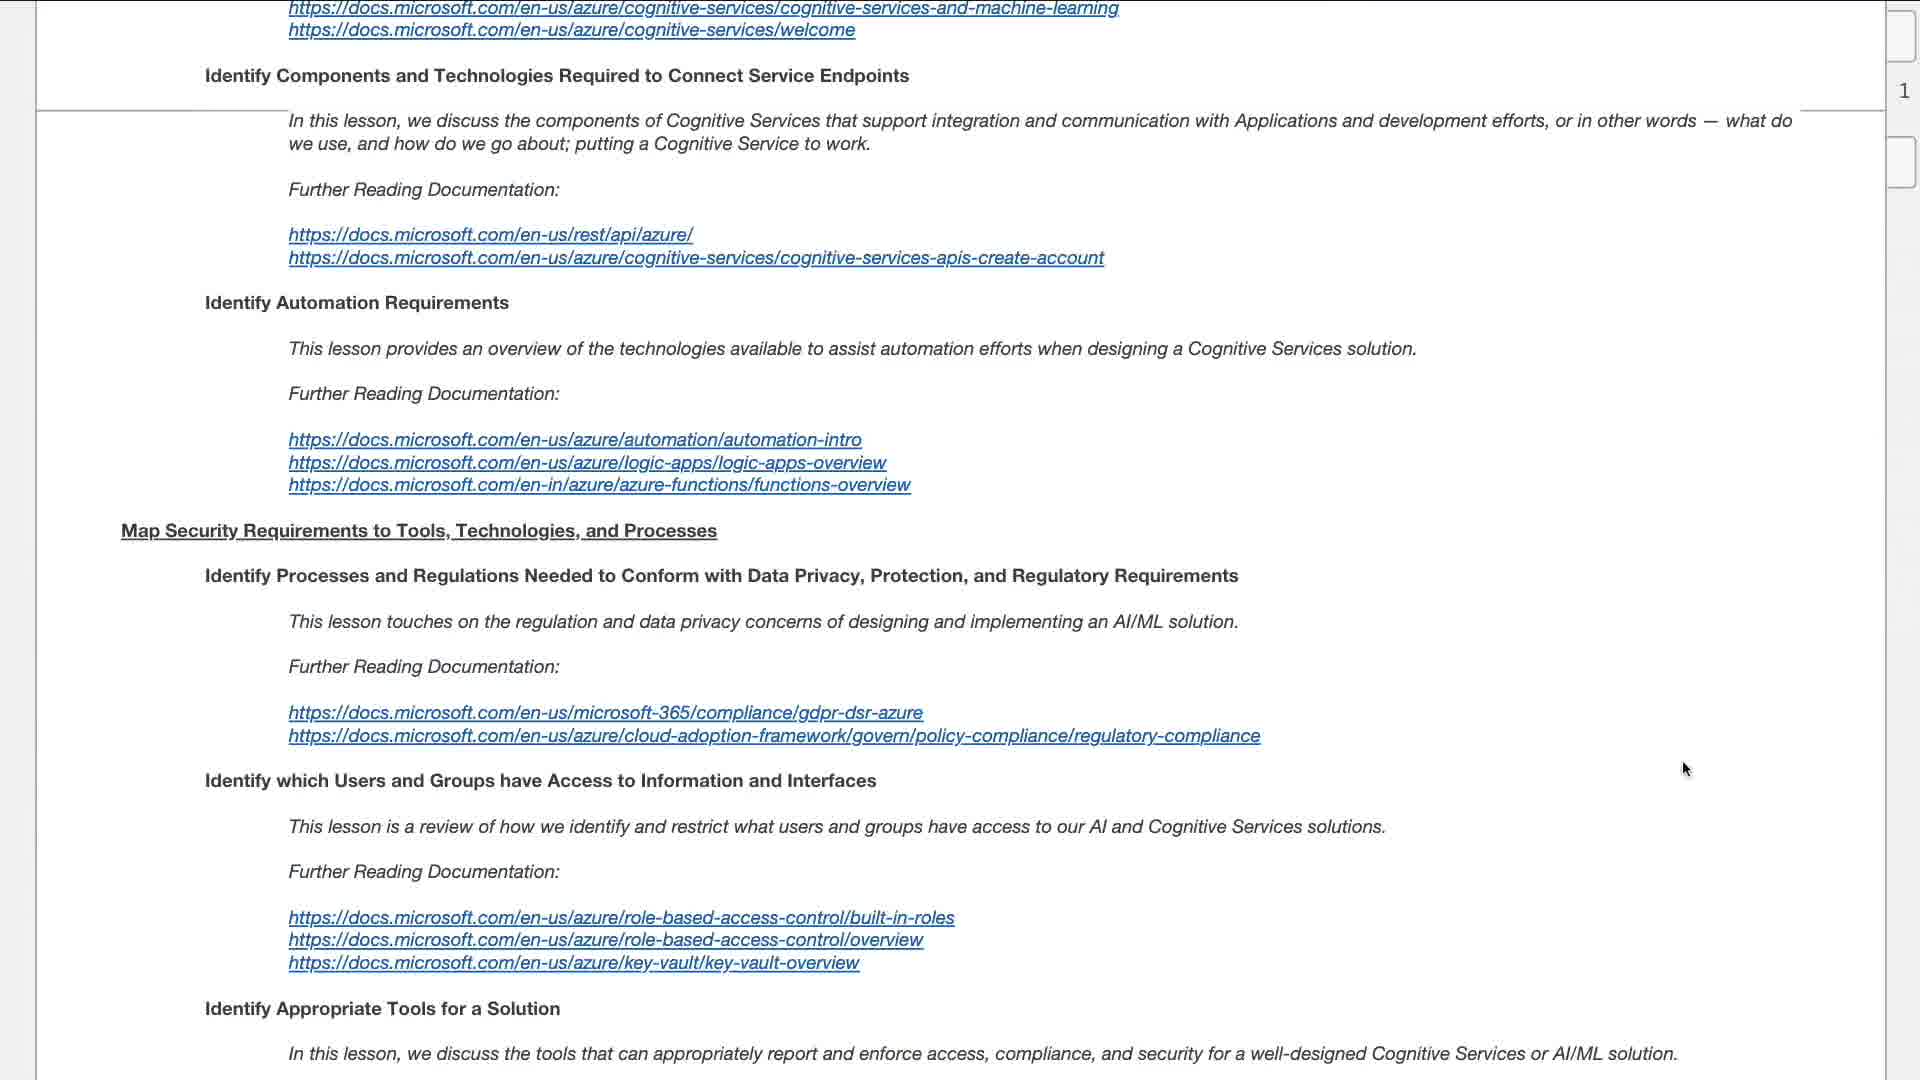 https://docs.microsoft.com/en-us/azure/cognitive-services/cognitive-services-and-machine-learning
https://docs.microsoft.com/en-us/azure/cognitive-services/welcome
Identify Components and Technologies Required to Connect Service Endpoints
1
In this lesson, we discuss the components of Cognitive Services that support integration and communication with Applications and development efforts, or in other words — what do
we use, and how do we go about; putting a Cognitive Service to work.
Further Reading Documentation:
https://docs.microsoft.com/en-us/rest/api/azure/
https://docs.microsoft.com/en-us/azure/cognitive-services/cognitive-services-apis-create-account
Identify Automation Requirements
This lesson provides an overview of the technologies available to assist automation efforts when designing a Cognitive Services solution.
Further Reading Documentation:
https://docs.microsoft.com/en-us/azure/automation/automation-intro
https://docs.microsoft.com/en-us/azure/logic-apps/logic-apps-overview
https://docs.microsoft.com/en-in/azure/azure-functions/functions-overview
Map Security Requirements to Tools, Technologies, and Processes
Identify Processes and Regulations Needed to Conform with Data Privacy, Protection, and Regulatory Requirements
This lesson touches on the regulation and data privacy concerns of designing and implementing an AI/ML solution.
Further Reading Documentation:
https://docs.microsoft.com/en-us/microsoft-365/compliance/gdpr-dsr-azure
https://docs.microsoft.com/en-us/azure/cloud-adoption-framework/govern/policy-compliance/regulatory-compliance
Identify which Users and Groups have Access to Information and Interfaces
This lesson is a review of how we identify and restrict what users and groups have access to our AI and Cognitive Services solutions.
Further Reading Documentation:
https://docs.microsoft.com/en-us/azure/role-based-access-control/built-in-roles
https://docs.microsoft.com/en-us/azure/role-based-access-control/overview
https://docs.microsoft.com/en-us/azure/key-vault/key-vault-overview
Identify Appropriate Tools for a Solution
In this lesson, we discuss the tools that can appropriately report and enforce access, compliance, and security for a well-designed Cognitive Services or AI/ML solution.